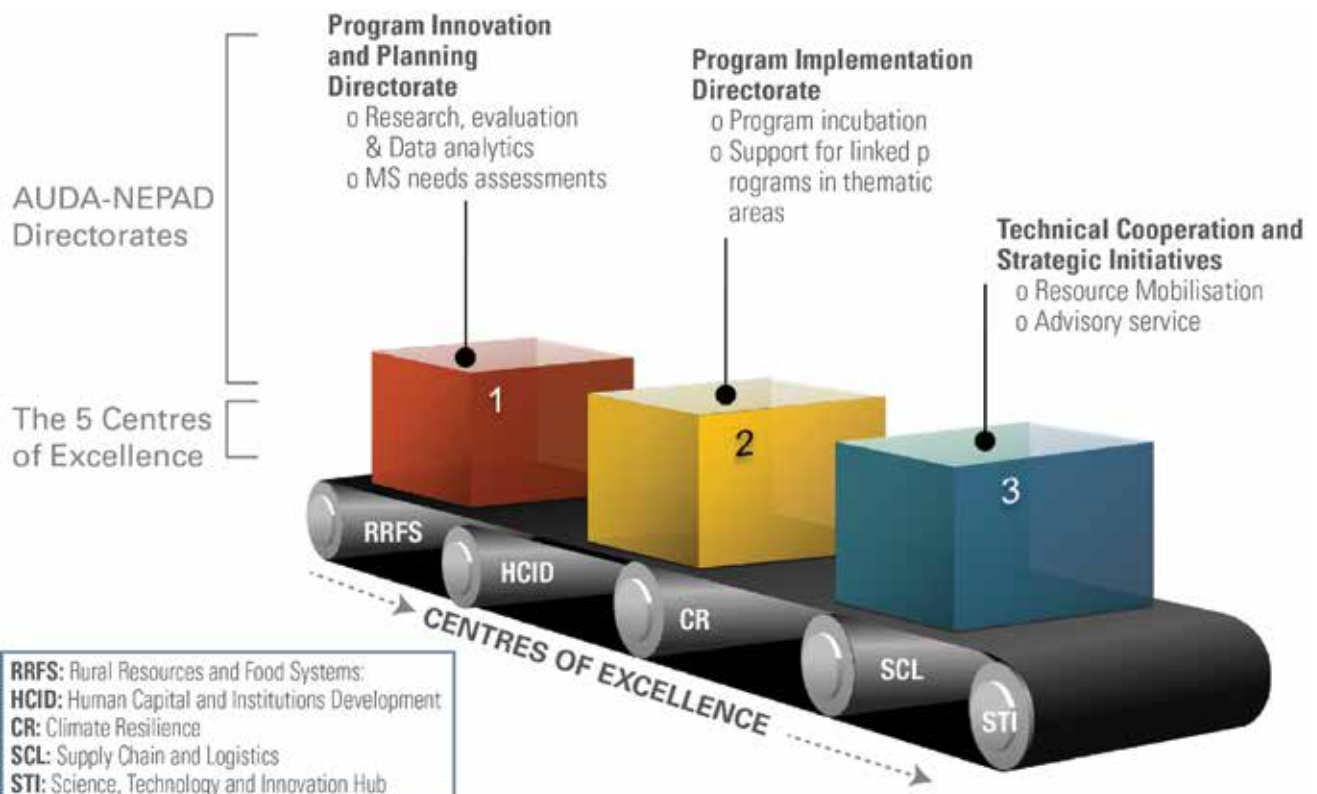 Program Innovation
and Planning
Directorate
o Research, evaluation
& Data analytics
o MS needs assessments
Program Implementation
Directorate
o Program incubation
o Support for linked p
rograms in thematic
areas
Technical Cooperation and
Strategic Initiatives
o Resource Mobilisation
o Advisory service
AUDA-NEPAD
Directorates
The 5 Centres
of Excellence
1
2
3
RRFS
HCID
CR
SCL
STI
CENTRES OF EXCELLENCE
RRFS: Rural Resources and Food Systems:
HCID: Human Capital and Institutions Development
CR: Climate Resilience
SCL: Supply Chain and Logistics
STI: Science, Technology and Innovation Hub